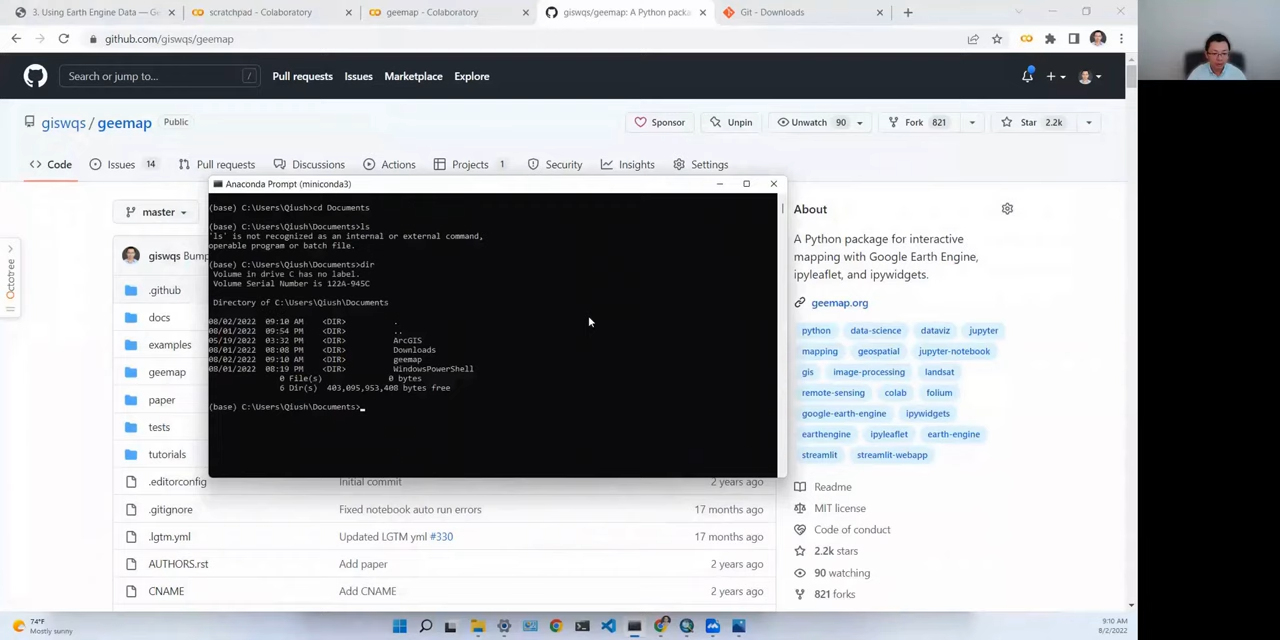 3. Using Earth Engine Data — Ge
scratchpad - Colaboratory
geemap - Colaboratory
giswqs/geemap: A Python packa
Git - Downloads
github.com/giswqs/geemap
Search or jump to...
/
Pull requests
Issues
Marketplace
Explore
giswqs / geemap
Public
Sponsor
Unpin
Unwatch 90
Fork 821
Star 2.2k
Code
Issues 14
Pull requests
Discussions
Actions
Projects 1
Security
Insights
Settings
Octotree
master
giswqs Bump
.github
docs
examples
geemap
paper
tests
tutorials
.editorconfig Initial commit 2 years ago
.gitignore Fixed notebook auto run errors 17 months ago
.lgtm.yml Updated LGTM yml #330 17 months ago
AUTHORS.rst Add paper 2 years ago
CNAME Add CNAME 2 years ago
Anaconda Prompt (miniconda3)
(base) C:\Users\Qiush>cd Documents
(base) C:\Users\Qiush\Documents>ls
'ls' is not recognized as an internal or external command,
operable program or batch file.
(base) C:\Users\Qiush\Documents>dir
Volume in drive C has no label.
Volume Serial Number is 122A-945C
Directory of C:\Users\Qiush\Documents
08/02/2022 09:10 AM <DIR> .
08/01/2022 09:54 PM <DIR> ..
05/19/2022 03:32 PM <DIR> ArcGIS
08/01/2022 08:08 PM <DIR> Downloads
08/02/2022 09:10 AM <DIR> geemap
08/01/2022 08:19 PM <DIR> WindowsPowerShell
0 File(s) 0 bytes
6 Dir(s) 403,095,953,408 bytes free
(base) C:\Users\Qiush\Documents>
About
A Python package for interactive
mapping with Google Earth Engine,
ipyleaflet, and ipywidgets.
geemap.org
python data-science dataviz jupyter
mapping geospatial jupyter-notebook
gis image-processing landsat
remote-sensing colab folium
google-earth-engine ipywidgets
earthengine ipyleaflet earth-engine
streamlit streamlit-webapp
Readme
MIT license
Code of conduct
2.2k stars
90 watching
834 forks
74°F
Mostly sunny
9:10 AM
8/2/2022